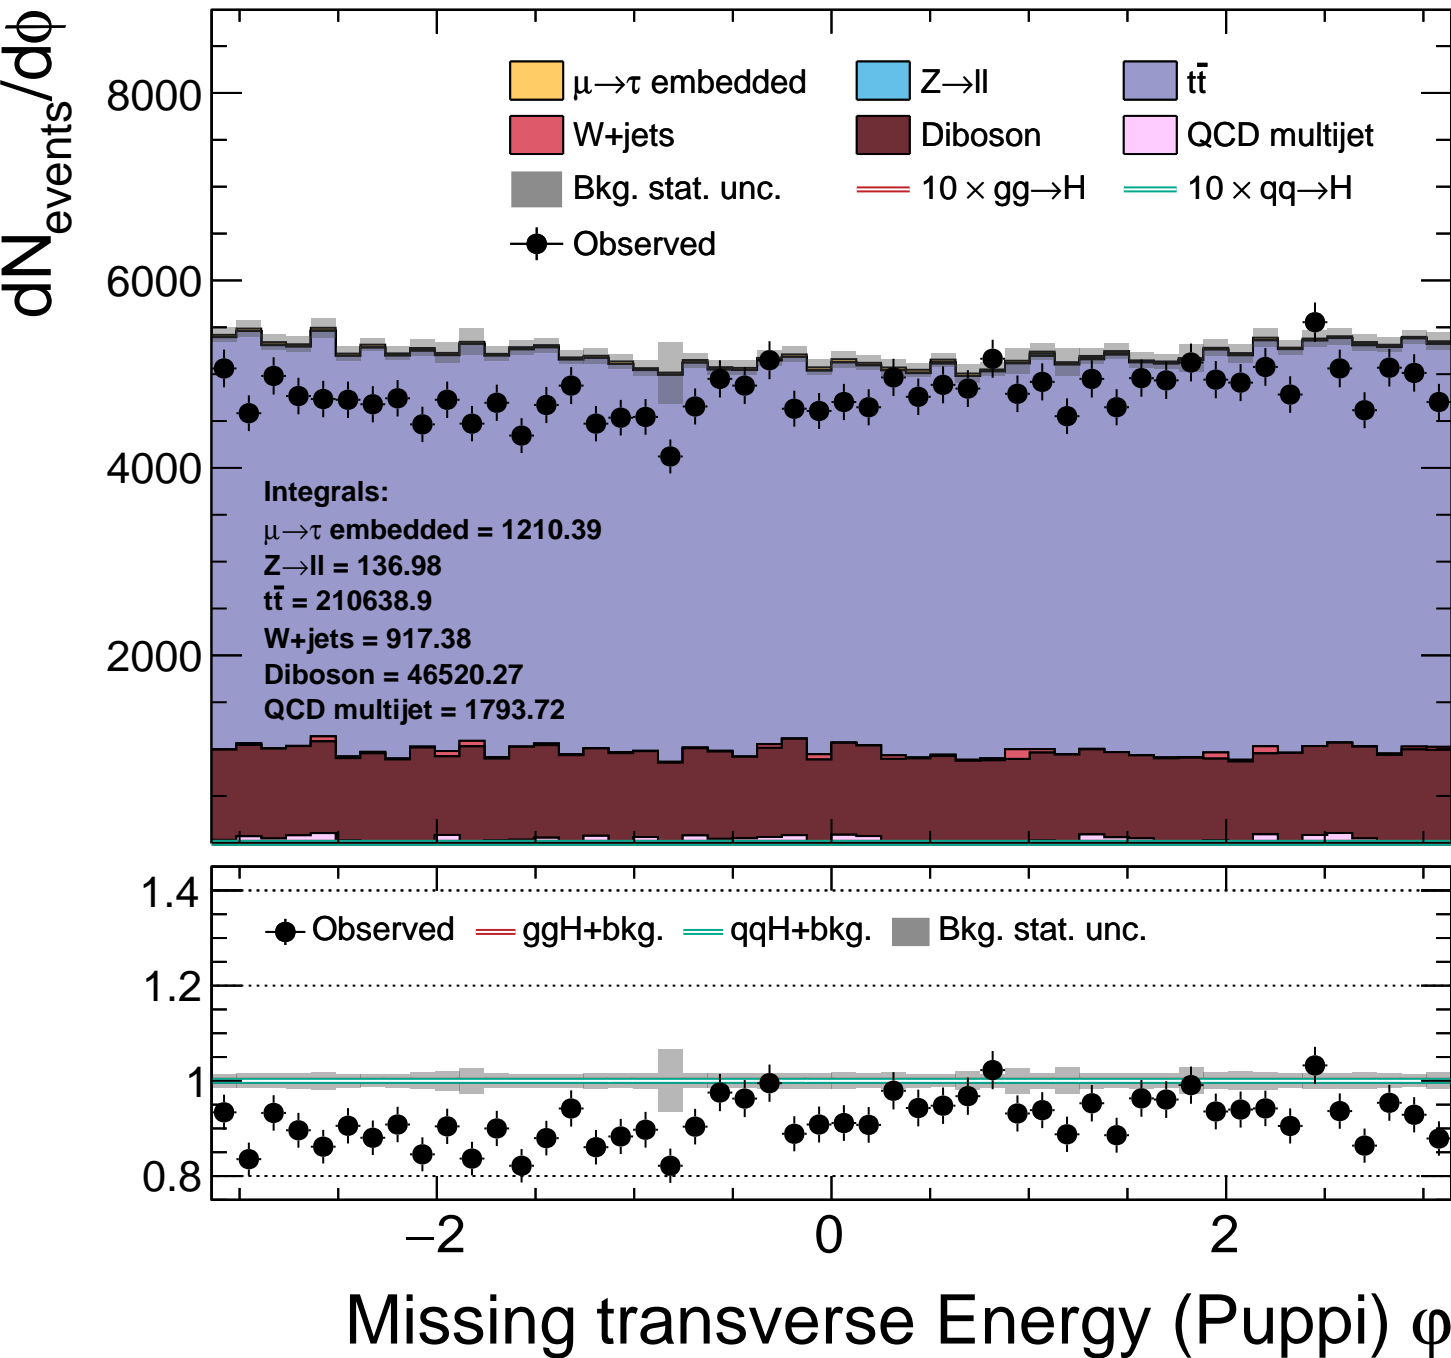 dN_events/dϕ
8000
6000
4000
2000
μ→τ embedded Z→ll tt̄
W+jets Diboson QCD multijet
Bkg. stat. unc. 10 × gg→H 10 × qq→H
Observed
Integrals:
μ→τ embedded = 1210.39
Z→ll = 136.98
tt̄ = 210638.9
W+jets = 917.38
Diboson = 46520.27
QCD multijet = 1793.72
1.4
1.2
1
0.8
Observed ggH+bkg. qqH+bkg. Bkg. stat. unc.
−2 0 2
Missing transverse Energy (Puppi) φ